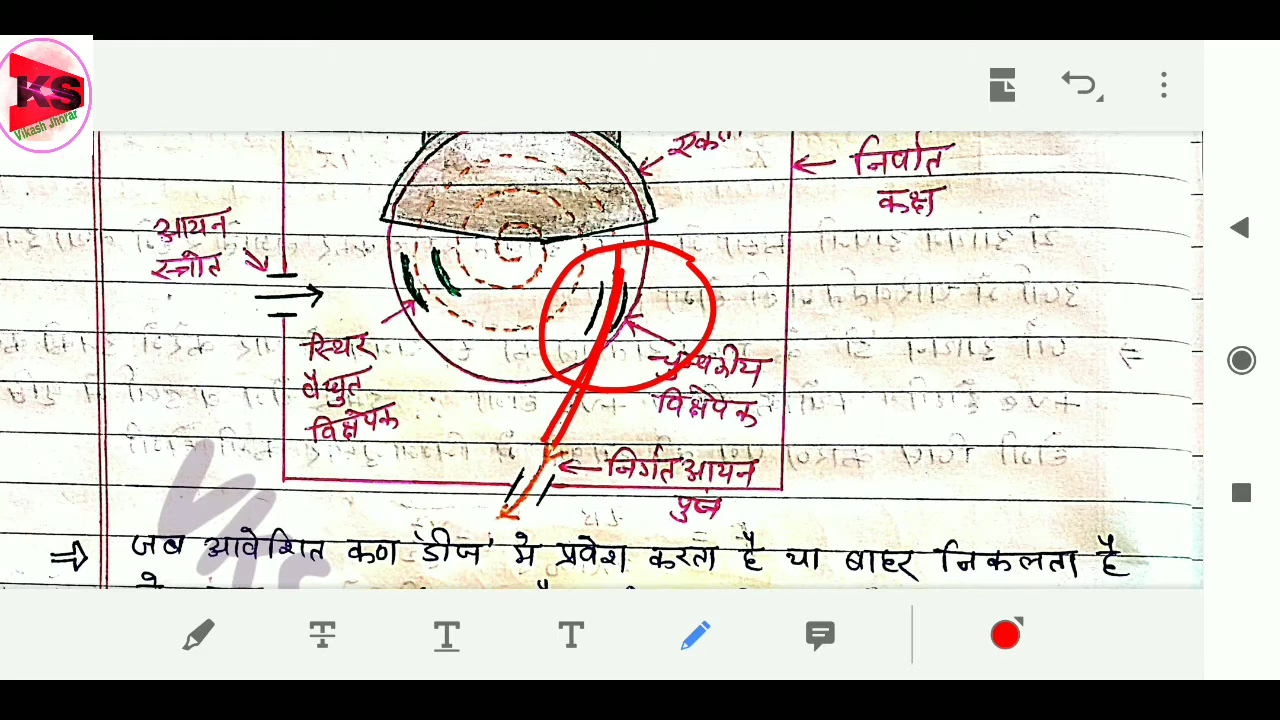 KS
Vikash Jhorar
निर्वात
कक्ष
आयन
स्त्रोत
स्थिर
वैधुत
विक्षेपक
चुम्बकीय
विक्षेपक
निर्गत आयन
पुंज
⇒ जब आवेशित कण 'डीज' मे प्रवेश करता है या बाहर निकलता है